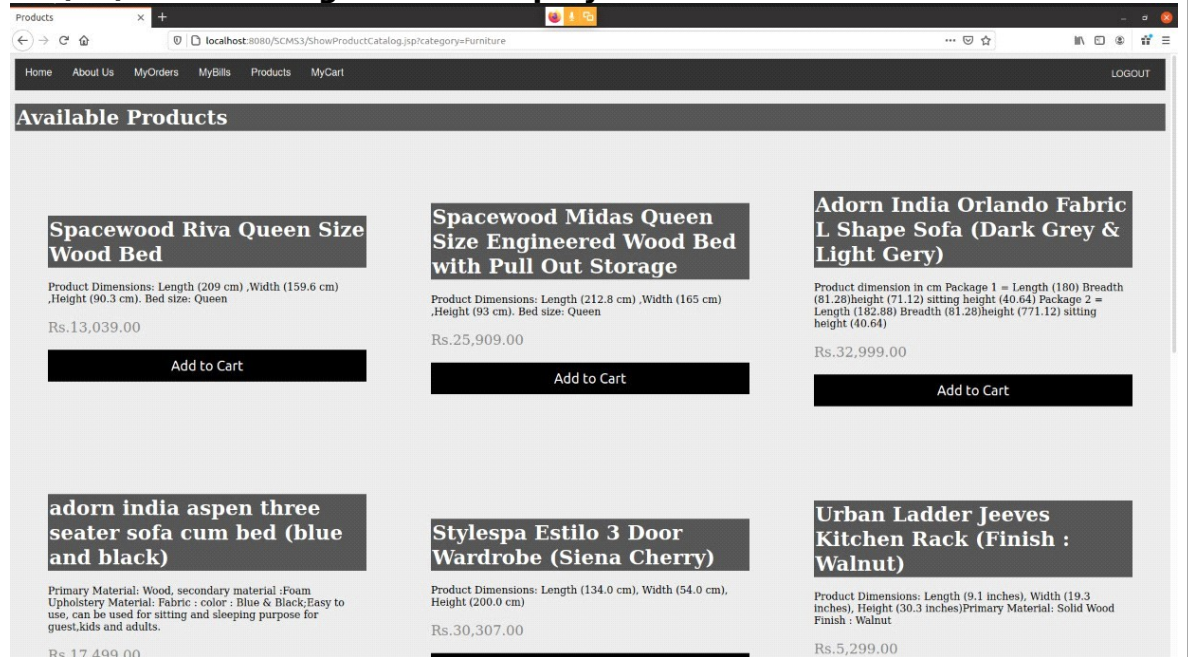 Products
localhost:8080/SCMS3/ShowProductCatalog.jsp?category=Furniture
Home About Us MyOrders MyBills Products MyCart LOGOUT
Available Products
Spacewood Riva Queen Size
Wood Bed
Product Dimensions: Length (209 cm) ,Width (159.6 cm)
,Height (90.3 cm). Bed size: Queen
Rs.13,039.00
Add to Cart
Spacewood Midas Queen
Size Engineered Wood Bed
with Pull Out Storage
Product Dimensions: Length (212.8 cm) ,Width (165 cm)
,Height (93 cm). Bed size: Queen
Rs.25,909.00
Add to Cart
Adorn India Orlando Fabric
L Shape Sofa (Dark Grey &
Light Gery)
Product dimension in cm Package 1 = Length (180) Breadth
(81.28)height (71.12) sitting height (40.64) Package 2 =
Length (182.88) Breadth (81.28)height (771.12) sitting
height (40.64)
Rs.32,999.00
Add to Cart
adorn india aspen three
seater sofa cum bed (blue
and black)
Primary Material: Wood, secondary material :Foam
Upholstery Material: Fabric : color : Blue & Black;Easy to
use, can be used for sitting and sleeping purpose for
guest,kids and adults.
Rs.17,499.00
Stylespa Estilo 3 Door
Wardrobe (Siena Cherry)
Product Dimensions: Length (134.0 cm), Width (54.0 cm),
Height (200.0 cm)
Rs.30,307.00
Urban Ladder Jeeves
Kitchen Rack (Finish :
Walnut)
Product Dimensions: Length (9.1 inches), Width (19.3
inches), Height (30.3 inches)Primary Material: Solid Wood
Finish : Walnut
Rs.5,299.00